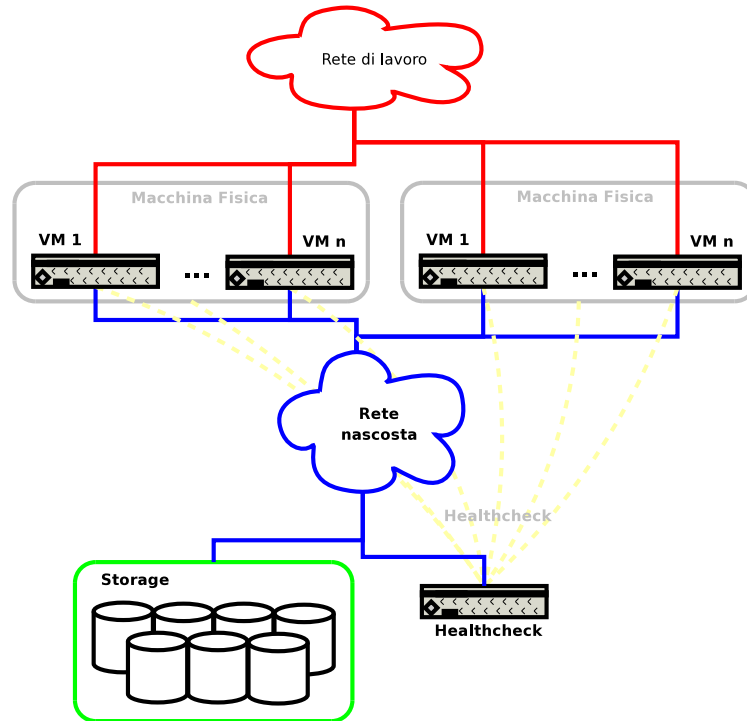 Rete di lavoro
Macchina Fisica
Macchina Fisica
VM 1
VM n
VM 1
VM n
...
...
Rete
nascosta
Healthcheck
Storage
Healthcheck